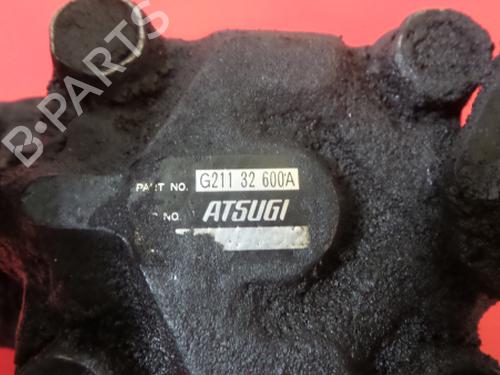 B-PARTS
PART NO. G211 32 600A
NO. ATSUGI